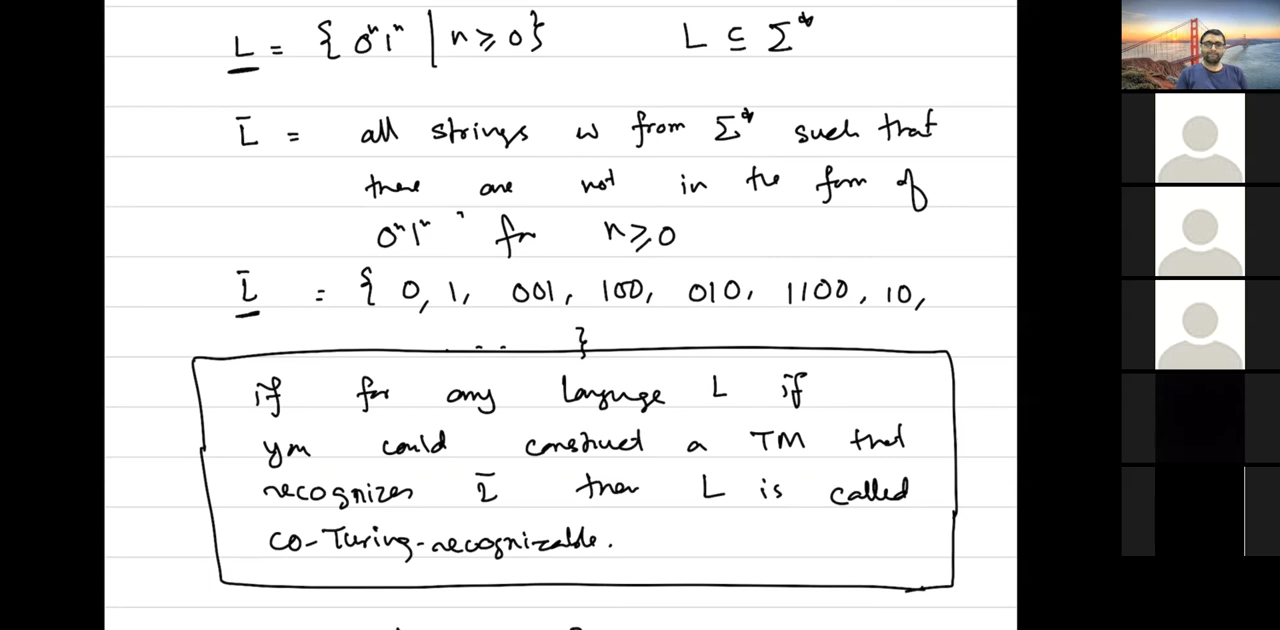 L = { 0ⁿ1ⁿ | n ⩾ 0 } L ⊆ Σ*
L̄ = all strings w from Σ* such that
there are not in the form of
0ⁿ1ⁿ for n ⩾ 0
L̄ = { 0, 1, 001, 100, 010, 1100, 10,
... }
if for any language L if
you could construct a TM that
recognizes L̄ then L is called
co-Turing-recognizable.